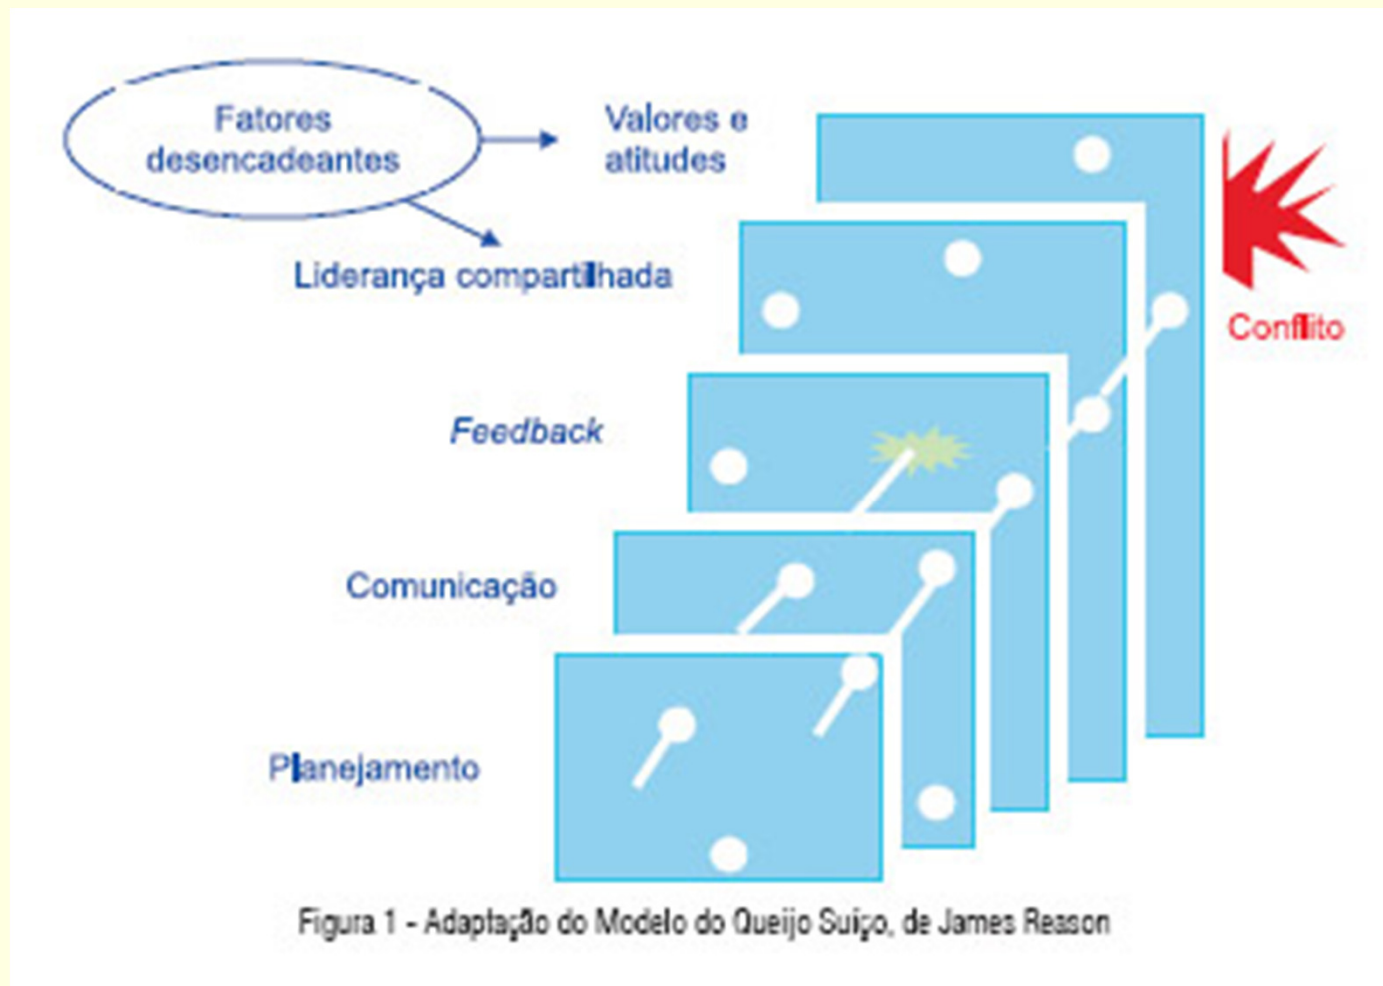 Fatores
desencadeantes
Valores e
atitudes
Liderança compartilhada
Conflito
Feedback
Comunicação
Planejamento
Figura 1 - Adaptação do Modelo do Queijo Suiço, de James Reason